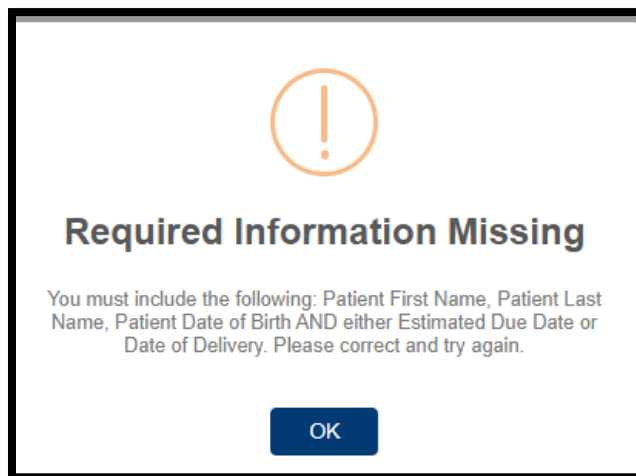 Required Information Missing
You must include the following: Patient First Name, Patient Last
Name, Patient Date of Birth AND either Estimated Due Date or
Date of Delivery. Please correct and try again.
OK